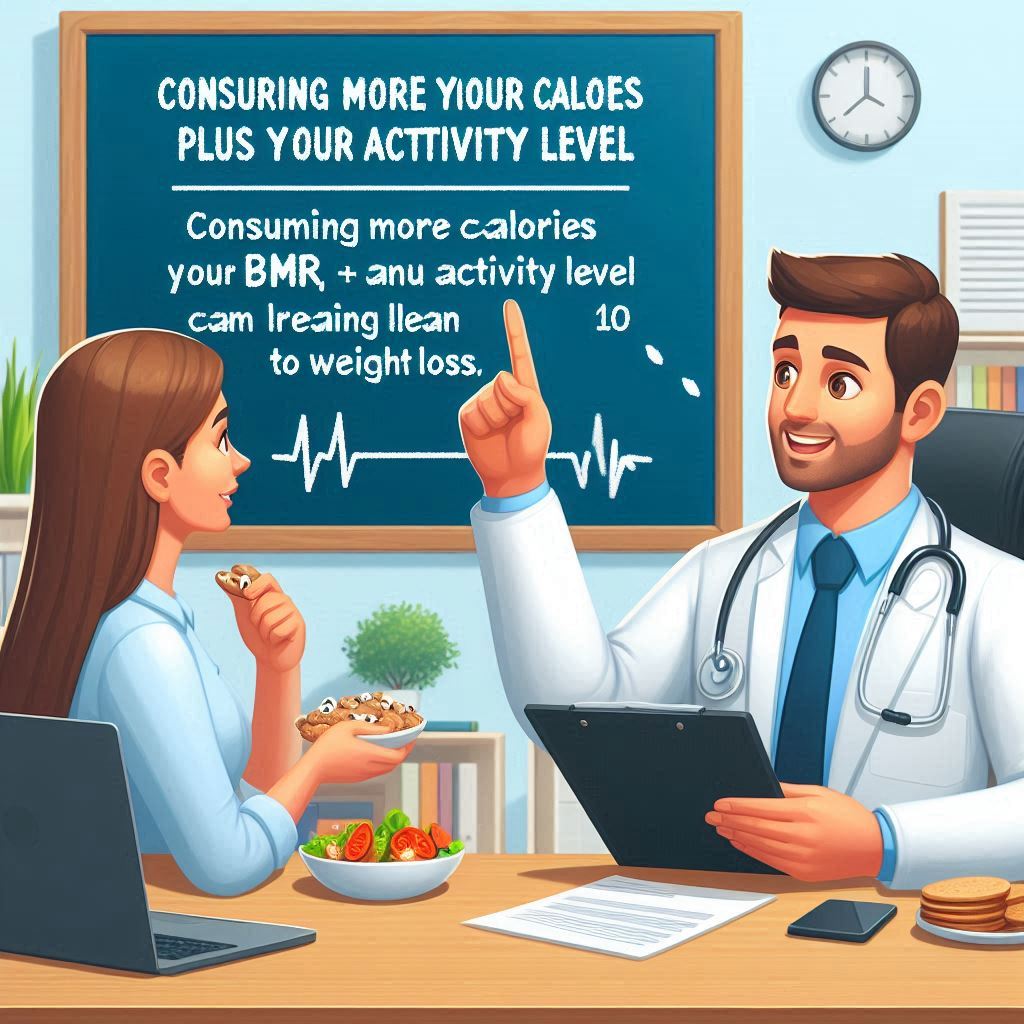 CONSURING MORE YIOUR CALOES
PLUS YOUR ACTTIVITY LEVEL
Consuming more calories
your BMR, + anu activity level
cam Ireaing llean 10
to weight loss.